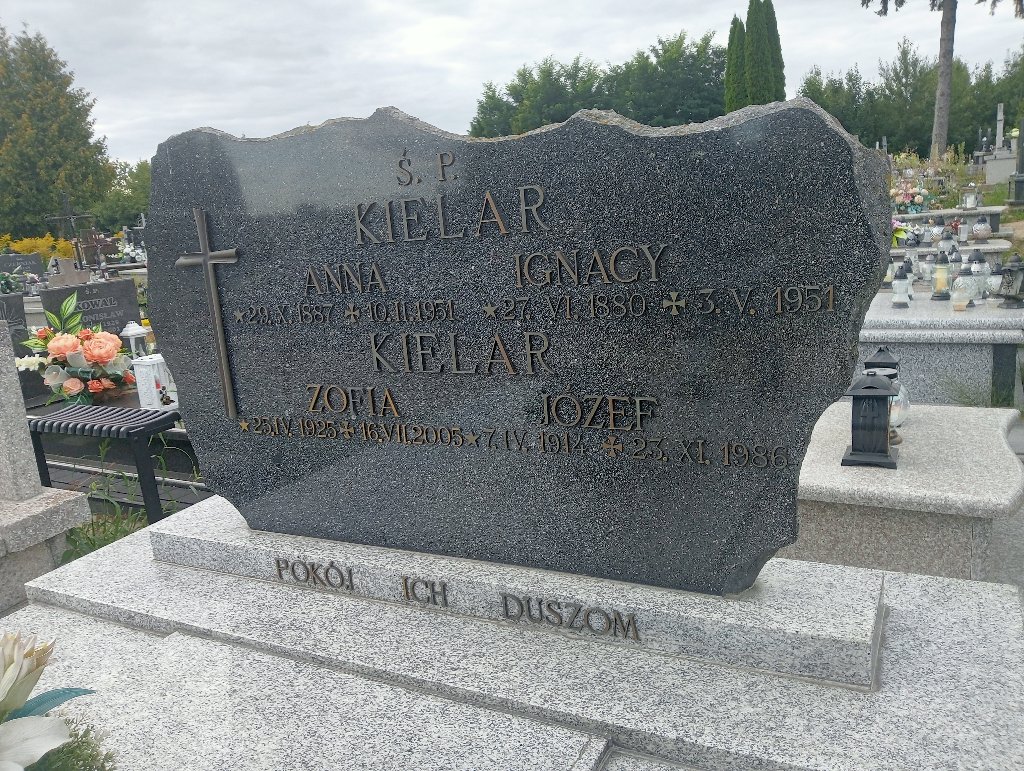 Ś. P.
KIELAR
ANNA IGNACY
★29.X.1887 ✠ 10.II.1951 ★27.VI.1880 ✠ 3.V.1951
KIELAR
ZOFIA JÓZEF
★25.IV.1925 ✠ 16.VII.2005 ★7.IV.1914 ✠ 23.XI.1986
POKÓJ ICH DUSZOM
KOWAL